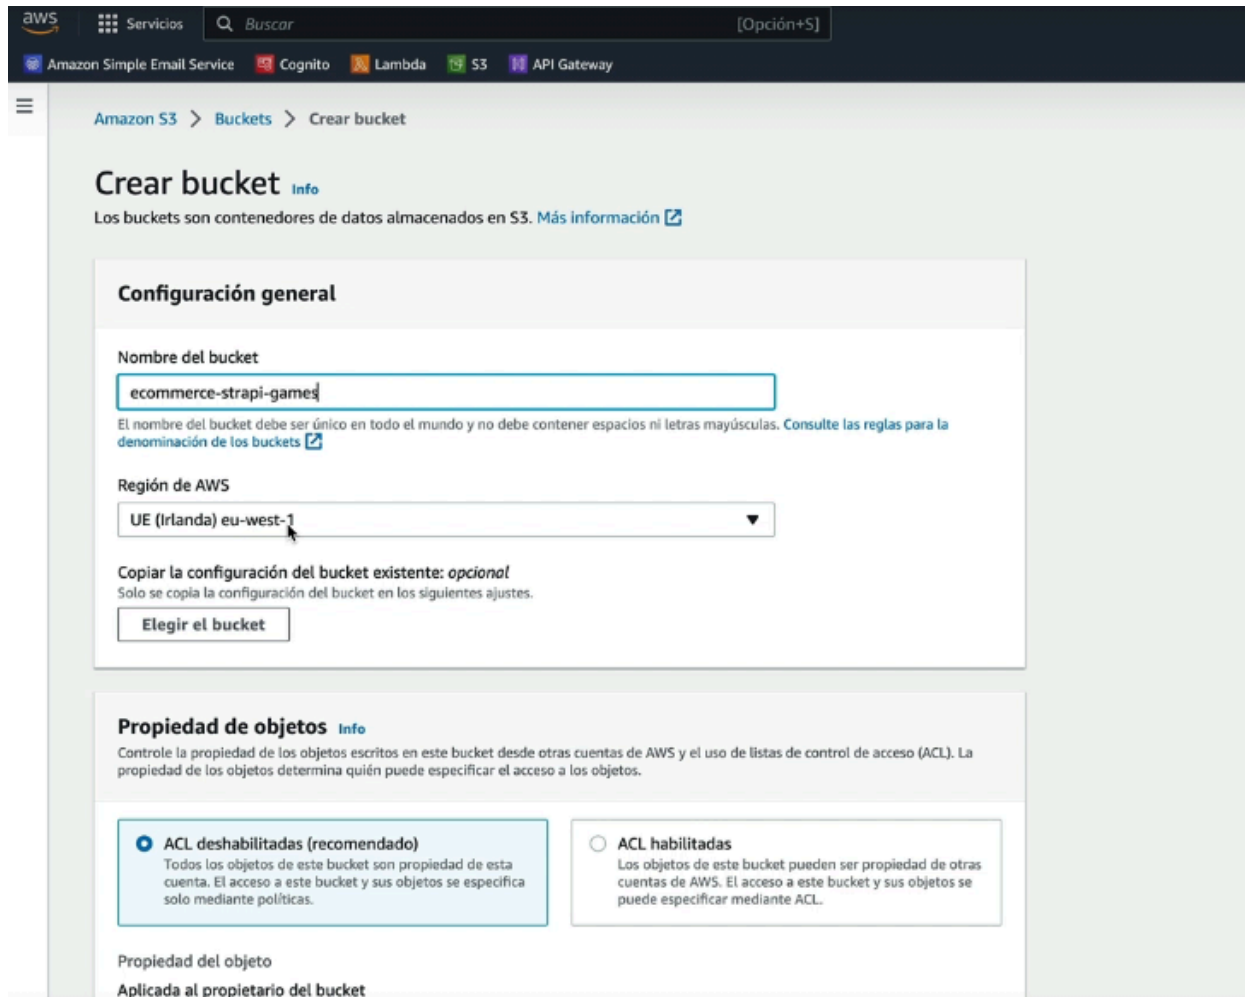 aws Servicios Buscar [Opción+S]
Amazon Simple Email Service Cognito Lambda S3 API Gateway
Amazon S3 > Buckets > Crear bucket
Crear bucket Info
Los buckets son contenedores de datos almacenados en S3. Más información
Configuración general
Nombre del bucket
ecommerce-strapi-games
El nombre del bucket debe ser único en todo el mundo y no debe contener espacios ni letras mayúsculas. Consulte las reglas para la
denominación de los buckets
Región de AWS
UE (Irlanda) eu-west-1
Copiar la configuración del bucket existente: opcional
Solo se copia la configuración del bucket en los siguientes ajustes.
Elegir el bucket
Propiedad de objetos Info
Controle la propiedad de los objetos escritos en este bucket desde otras cuentas de AWS y el uso de listas de control de acceso (ACL). La
propiedad de los objetos determina quién puede especificar el acceso a los objetos.
ACL deshabilitadas (recomendado)
Todos los objetos de este bucket son propiedad de esta
cuenta. El acceso a este bucket y sus objetos se especifica
solo mediante políticas.
ACL habilitadas
Los objetos de este bucket pueden ser propiedad de otras
cuentas de AWS. El acceso a este bucket y sus objetos se
puede especificar mediante ACL.
Propiedad del objeto
Aplicada al propietario del bucket